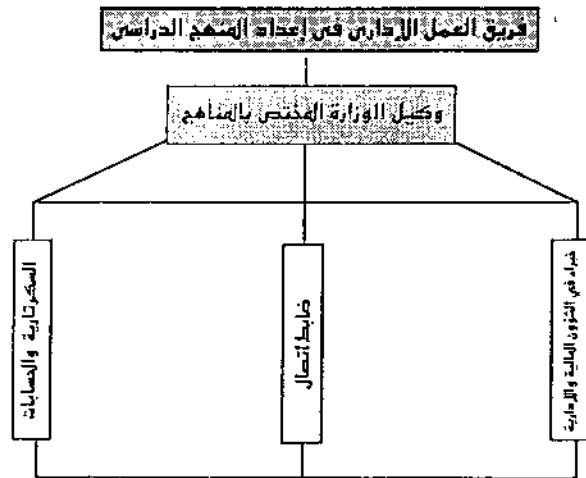 فريق العمل الإداري في إعداد المنهج الدراسي
وكيل الوزارة المختص بالمناهج
خبراء في الشؤون المالية والإدارية
ضابط أتصال
السكرتارية والحسابات